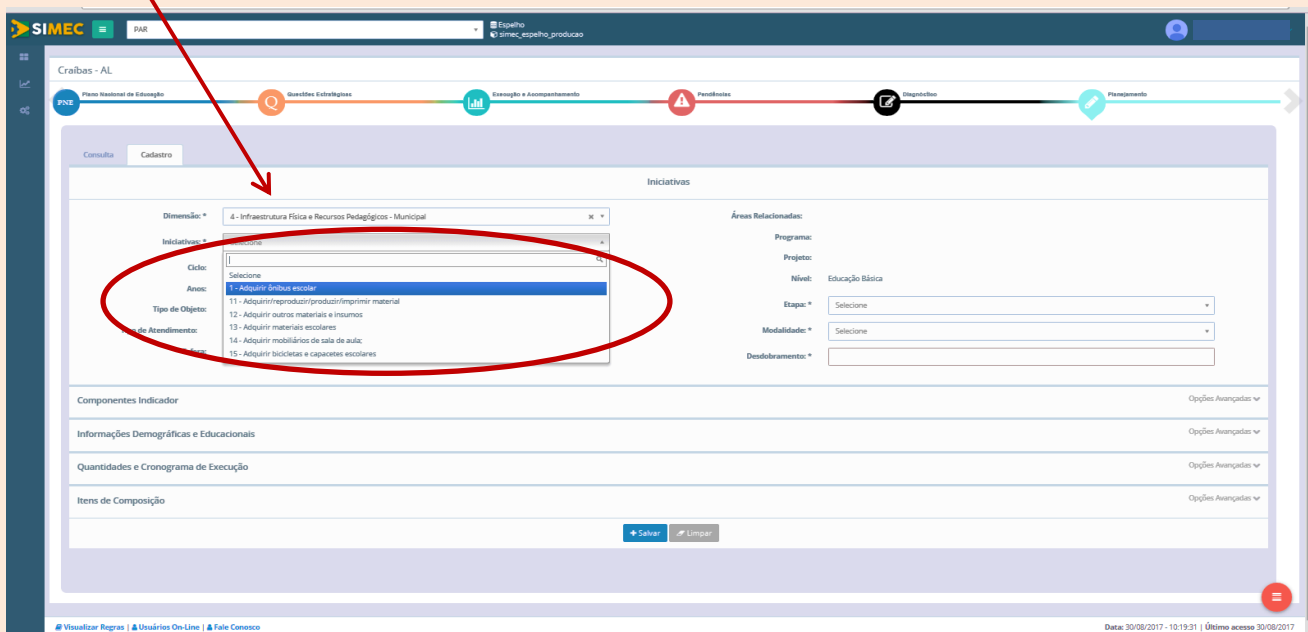 SIMEC
PAR
Espelho
simec_espelho_producao
Craíbas - AL
PNE
Plano Nacional de Educação
Questões Estratégicas
Execução e Acompanhamento
Pendências
Diagnóstico
Planejamento
Consulta
Cadastro
Iniciativas
Dimensão: *
4 - Infraestrutura Física e Recursos Pedagógicos - Municipal
Iniciativas: *
Selecione
Ciclo:
Selecione
Anos:
1 - Adquirir ônibus escolar
Tipo de Objeto:
11 - Adquirir/reproduzir/produzir/imprimir material
12 - Adquirir outros materiais e insumos
de Atendimento:
13 - Adquirir materiais escolares
14 - Adquirir mobiliários de sala de aula;
15 - Adquirir bicicletas e capacetes escolares
Áreas Relacionadas:
Programa:
Projeto:
Nível: Educação Básica
Etapa: * Selecione
Modalidade: * Selecione
Desdobramento: *
Componentes Indicador
Opções Avançadas
Informações Demográficas e Educacionais
Opções Avançadas
Quantidades e Cronograma de Execução
Opções Avançadas
Itens de Composição
Opções Avançadas
+ Salvar
Limpar
Visualizar Regras | Usuários On-Line | Fale Conosco
Data: 30/08/2017 - 10:19:31 | Último acesso 30/08/2017